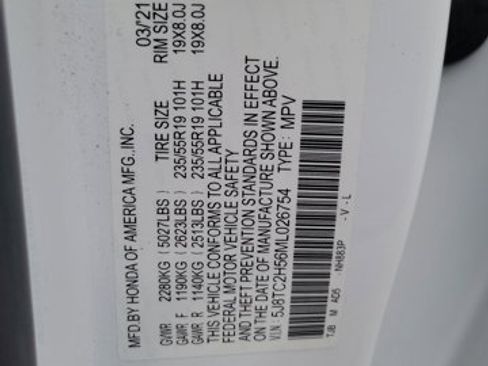 MFD.BY HONDA OF AMERICA MFG.,INC. 03/'21
TIRE SIZE RIM SIZE
GVWR 2280KG (5027LBS)
GAWR F 1190KG (2623LBS) 235/55R19 101H 19X8.0J
GAWR R 1140KG (2513LBS) 235/55R19 101H 19X8.0J
THIS VEHICLE CONFORMS TO ALL APPLICABLE
FEDERAL MOTOR VEHICLE SAFETY
AND THEFT PREVENTION STANDARDS IN EFFECT
ON THE DATE OF MANUFACTURE SHOWN ABOVE.
V.I.N.: 5J8TC2H56ML026754 TYPE: MPV
TJB M A05 NH883P - V - L